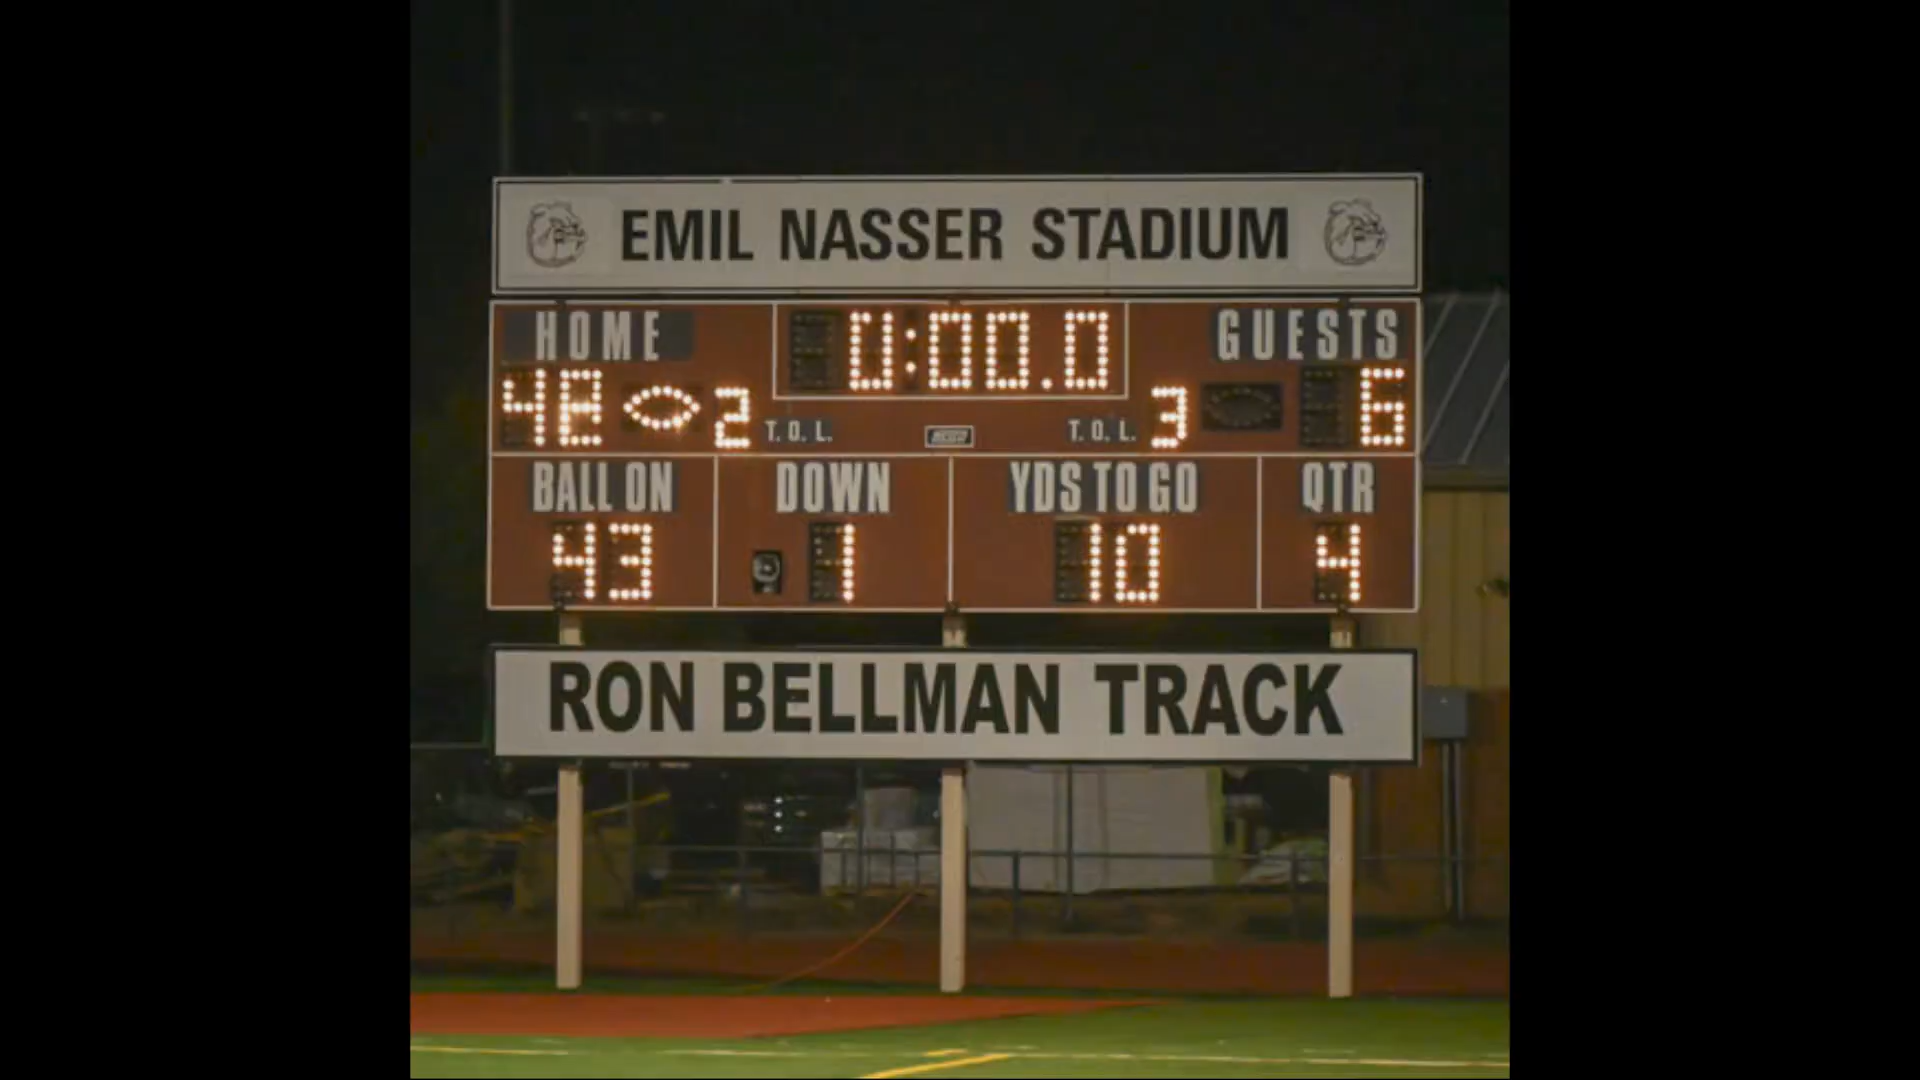 EMIL NASSER STADIUM
HOME 0:00.0 GUESTS
48 2 T.O.L. T.O.L. 3 6
BALL ON DOWN YDS TO GO QTR
43 1 10 4
RON BELLMAN TRACK